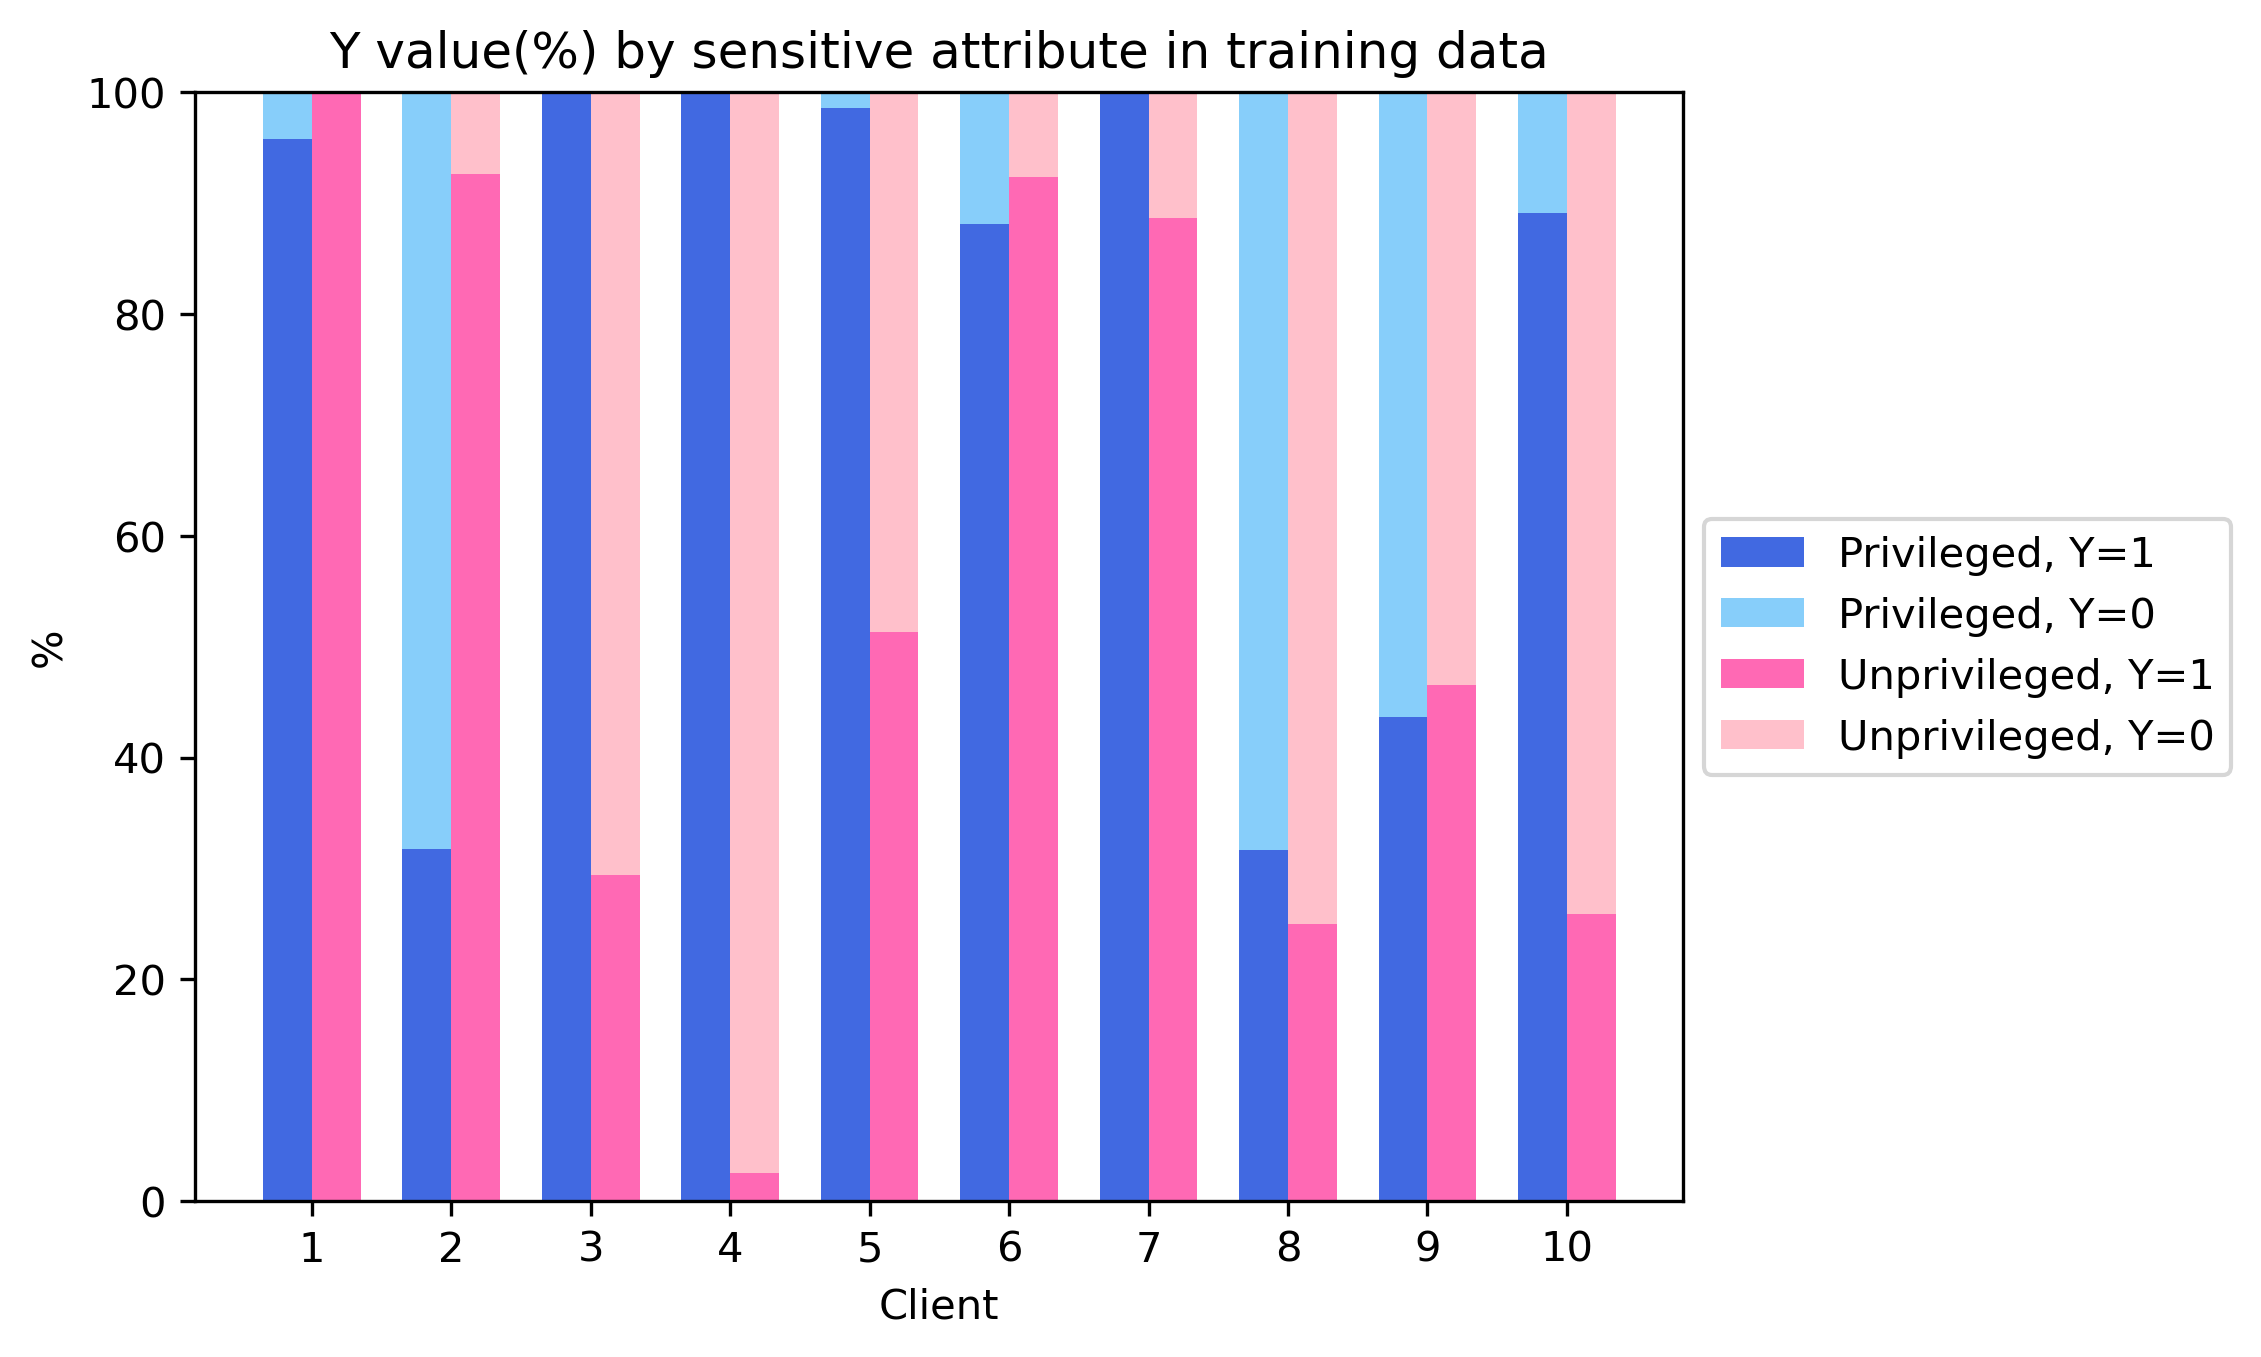 Y value(%) by sensitive attribute in training data
100
80
60
40
20
0
%
1 2 3 4 5 6 7 8 9 10
Client
Privileged, Y=1
Privileged, Y=0
Unprivileged, Y=1
Unprivileged, Y=0